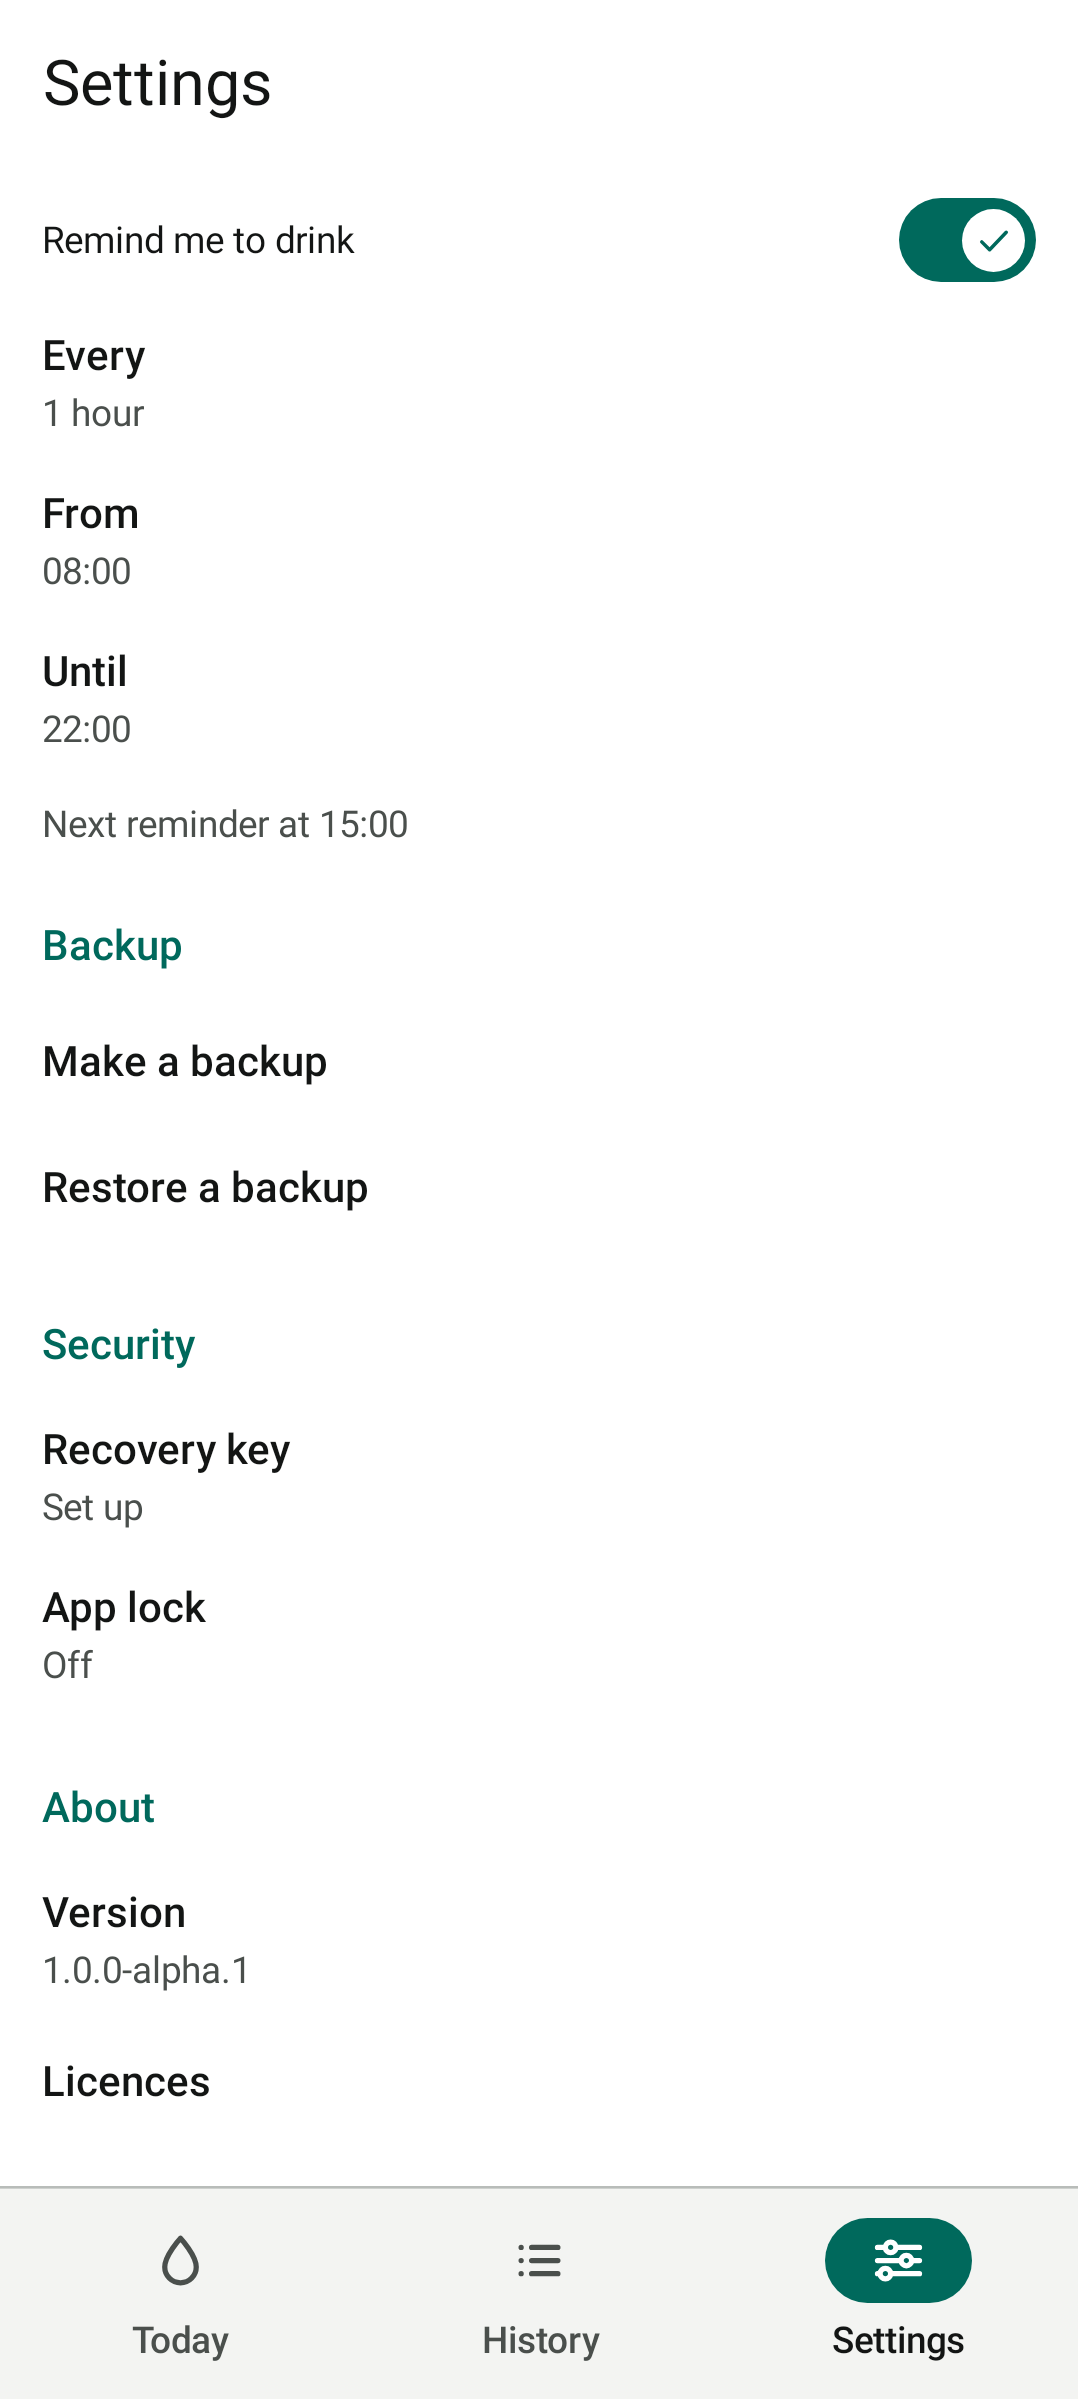 Settings
Remind me to drink
Every
1 hour
From
08:00
Until
22:00
Next reminder at 15:00
Backup
Make a backup
Restore a backup
Security
Recovery key
Set up
App lock
Off
About
Version
1.0.0-alpha.1
Licences
Today
History
Settings